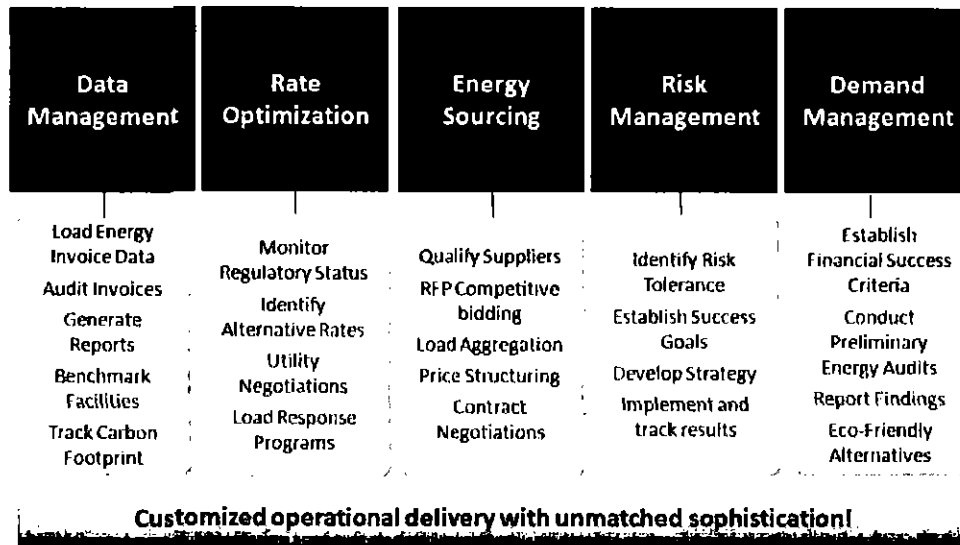 Data
Management
Rate
Optimization
Energy
Sourcing
Risk
Management
Demand
Management
Load Energy
Invoice Data
Audit Invoices
Generate
Reports
Benchmark
Facilities
Track Carbon
Footprint
Monitor
Regulatory Status
Identify
Alternative Rates
Utility
Negotiations
Load Response
Programs
Qualify Suppliers
RFP Competitive
bidding
Load Aggregation
Price Structuring
Contract
Negotiations
Identify Risk
Tolerance
Establish Success
Goals
Develop Strategy
Implement and
track results
Establish
Financial Success
Criteria
Conduct
Preliminary
Energy Audits
Report Findings
Eco-Friendly
Alternatives
Customized operational delivery with unmatched sophistication!